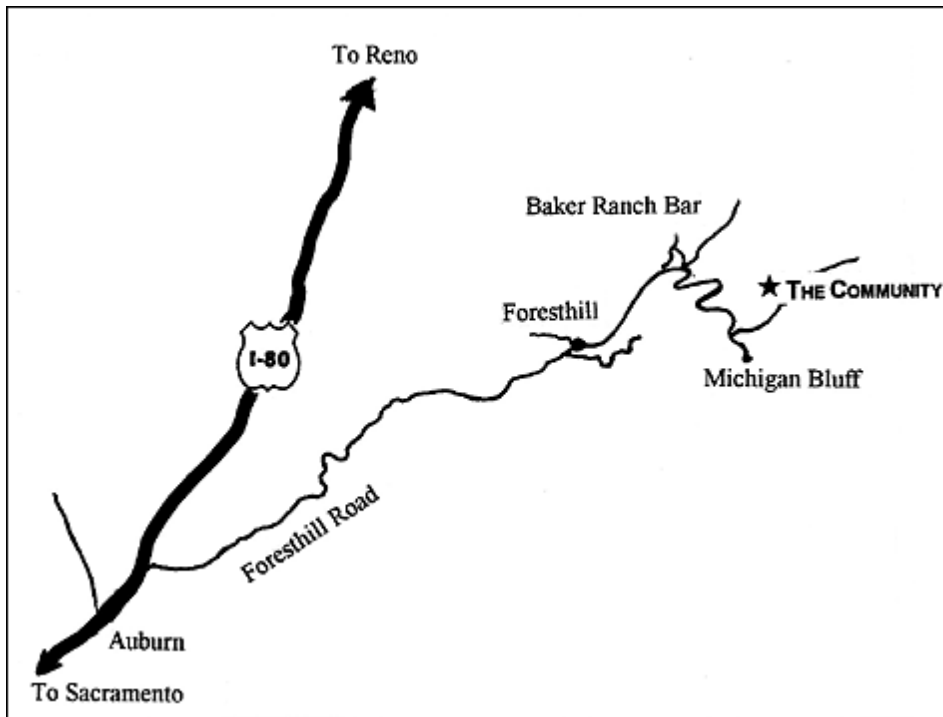 To Reno
Baker Ranch Bar
★ THE COMMUNITY
Foresthill
I-80
Michigan Bluff
Foresthill Road
Auburn
To Sacramento